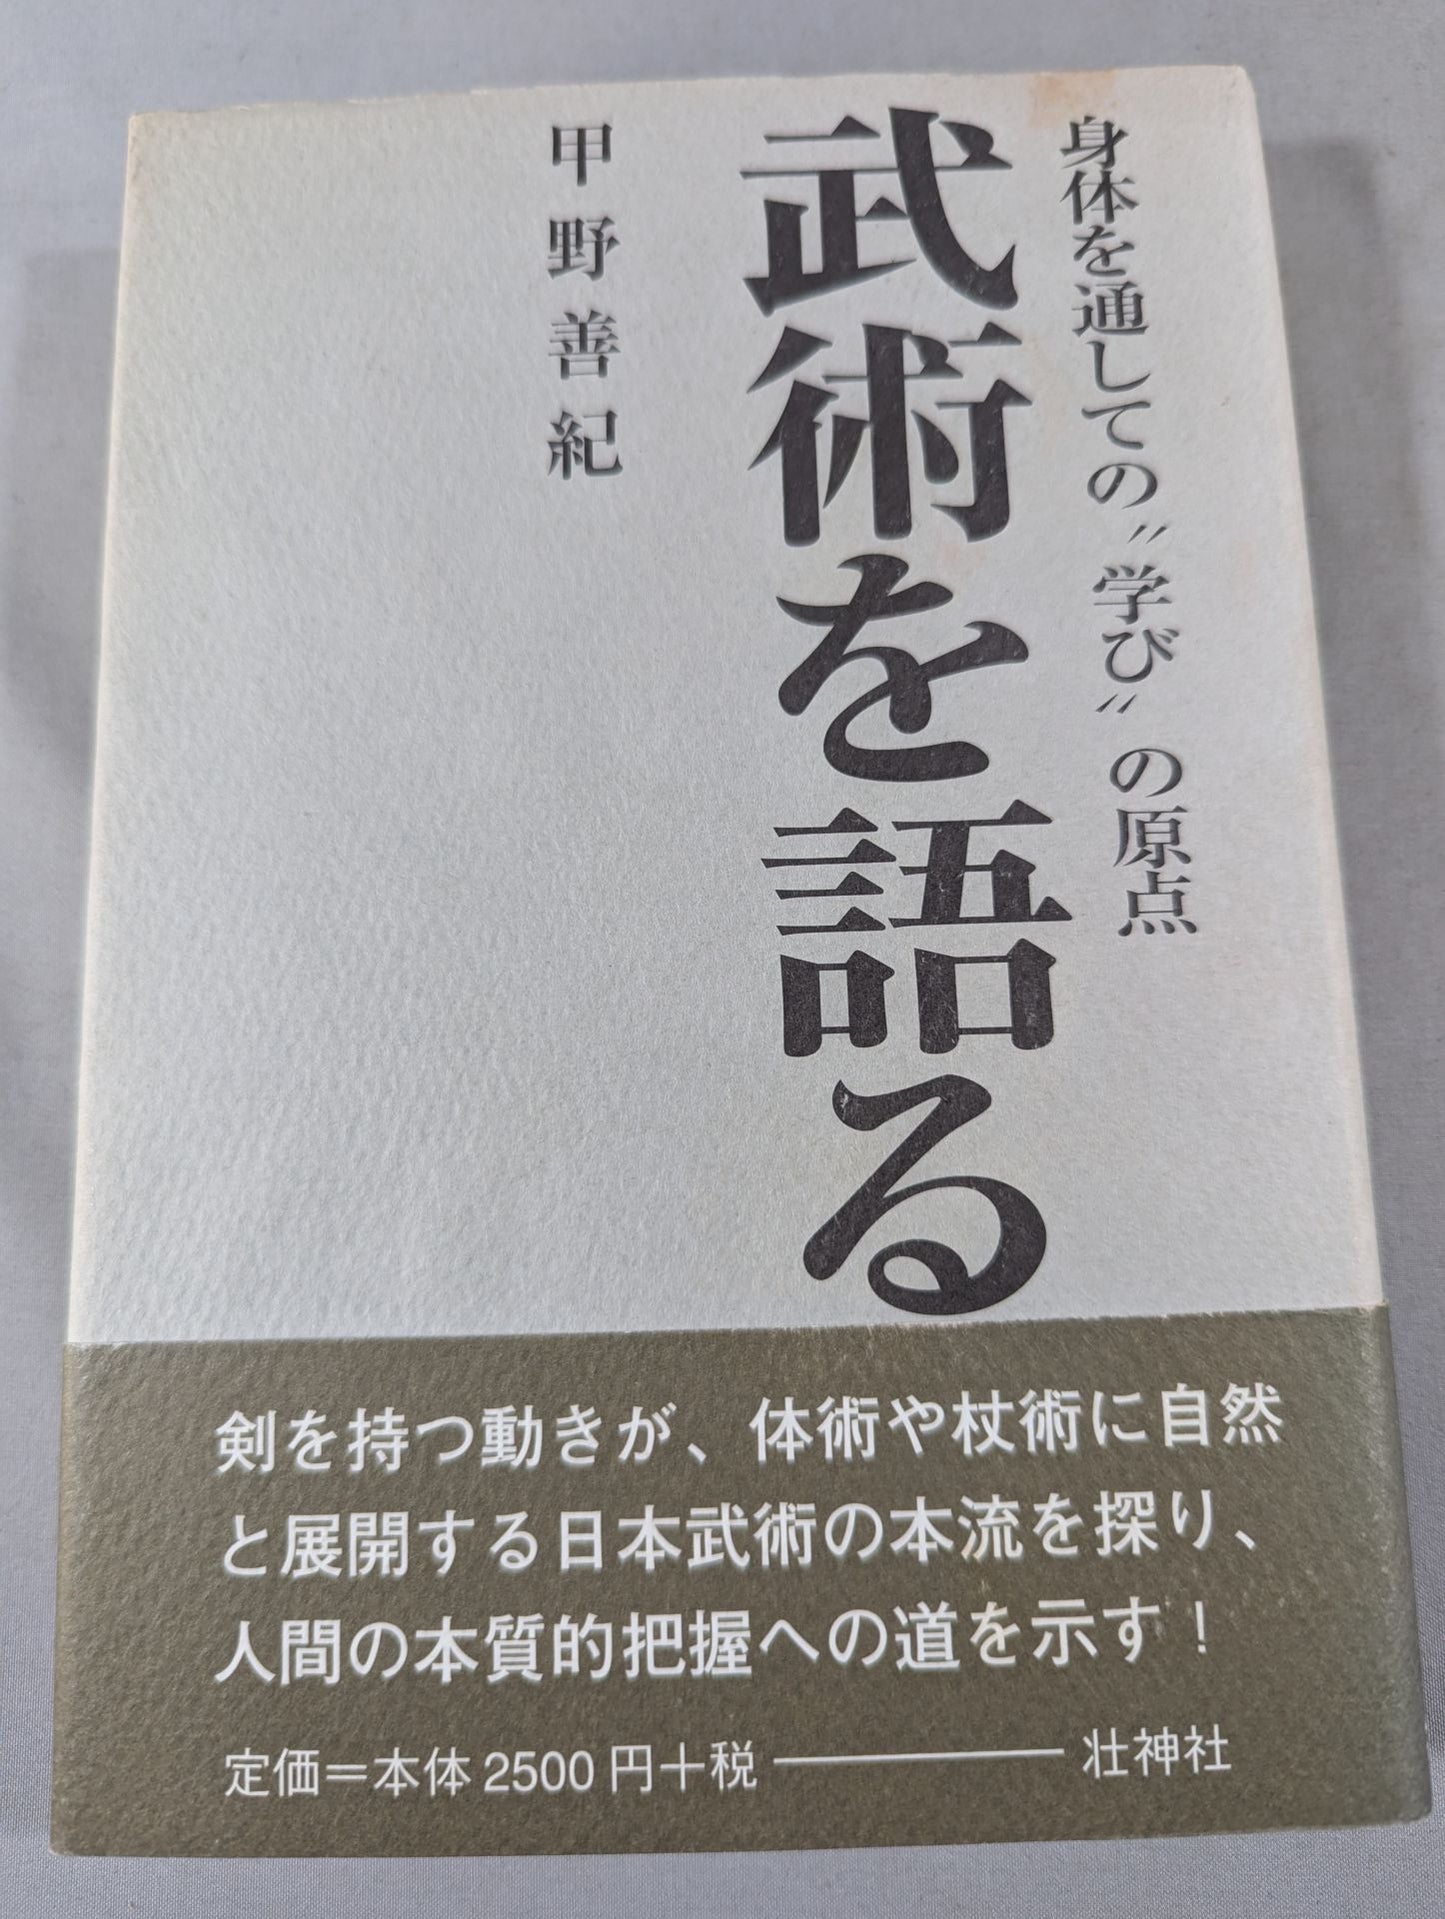 身体を通しての〝学び〟の原点
武術を語る
甲野善紀
剣を持つ動きが、体術や杖術に自然
と展開する日本武術の本流を探り、
人間の本質的把握への道を示す！
定価＝本体2500円＋税――――壮神社